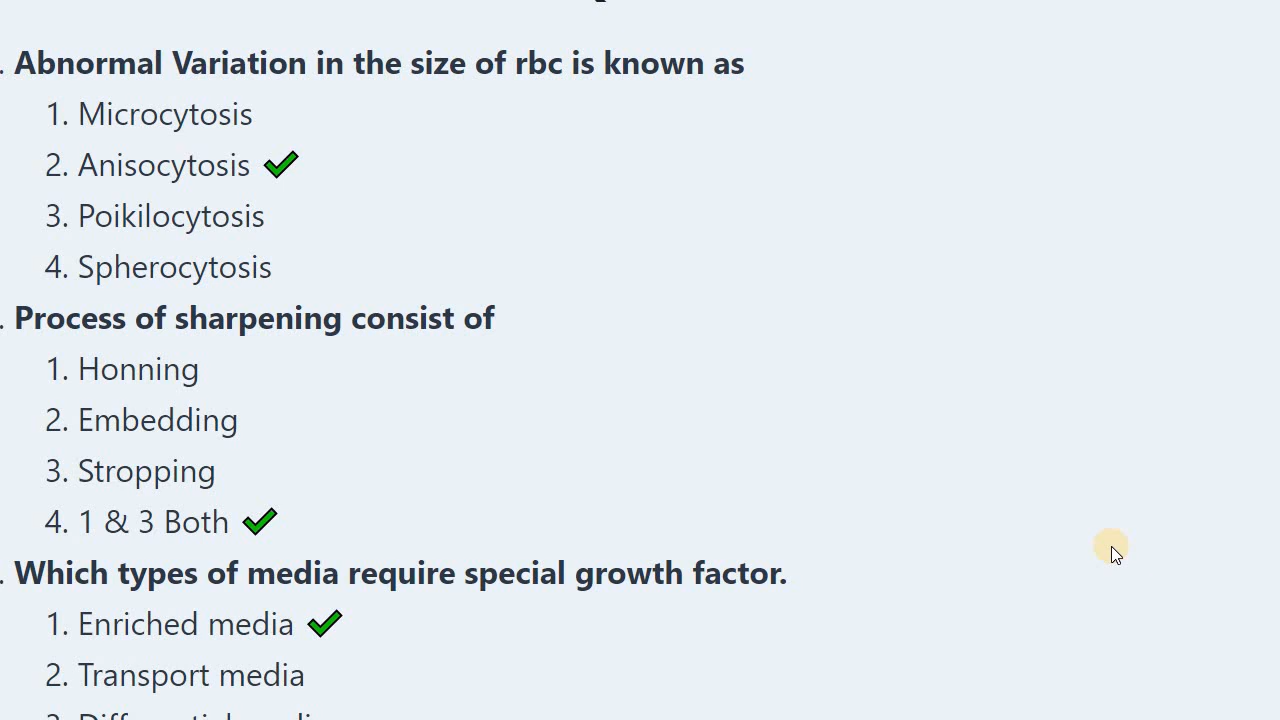 . Abnormal Variation in the size of rbc is known as
1. Microcytosis
2. Anisocytosis ✔
3. Poikilocytosis
4. Spherocytosis
. Process of sharpening consist of
1. Honning
2. Embedding
3. Stropping
4. 1 & 3 Both ✔
. Which types of media require special growth factor.
1. Enriched media ✔
2. Transport media